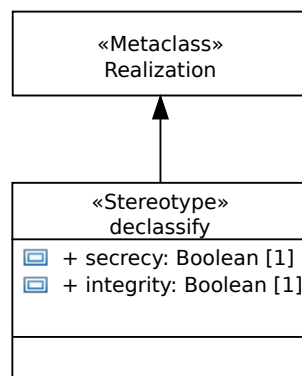 «Metaclass»
Realization
«Stereotype»
declassify
+ secrecy: Boolean [1]
+ integrity: Boolean [1]